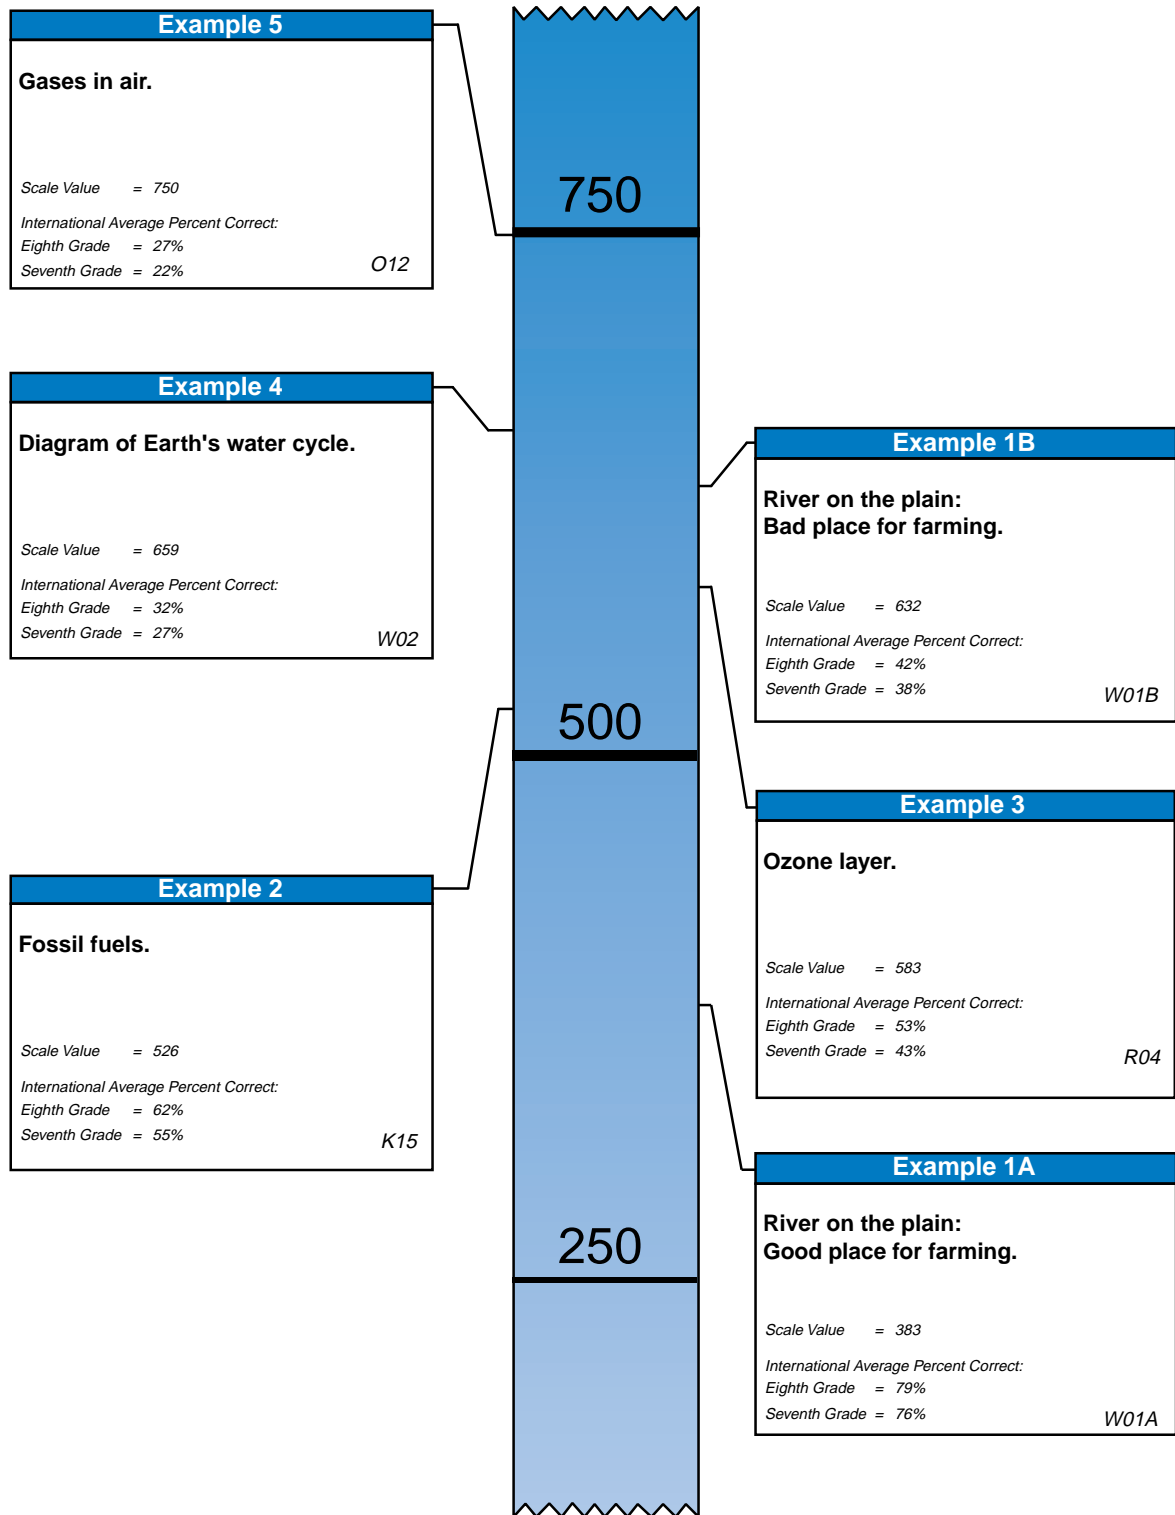 Example 5
Gases in air.
Scale Value = 750
International Average Percent Correct:
Eighth Grade = 27%
Seventh Grade = 22%
O12
Example 4
Diagram of Earth's water cycle.
Scale Value = 659
International Average Percent Correct:
Eighth Grade = 32%
Seventh Grade = 27%
W02
Example 2
Fossil fuels.
Scale Value = 526
International Average Percent Correct:
Eighth Grade = 62%
Seventh Grade = 55%
K15
750
500
250
Example 1B
River on the plain:
Bad place for farming.
Scale Value = 632
International Average Percent Correct:
Eighth Grade = 42%
Seventh Grade = 38%
W01B
Example 3
Ozone layer.
Scale Value = 583
International Average Percent Correct:
Eighth Grade = 53%
Seventh Grade = 43%
R04
Example 1A
River on the plain:
Good place for farming.
Scale Value = 383
International Average Percent Correct:
Eighth Grade = 79%
Seventh Grade = 76%
W01A